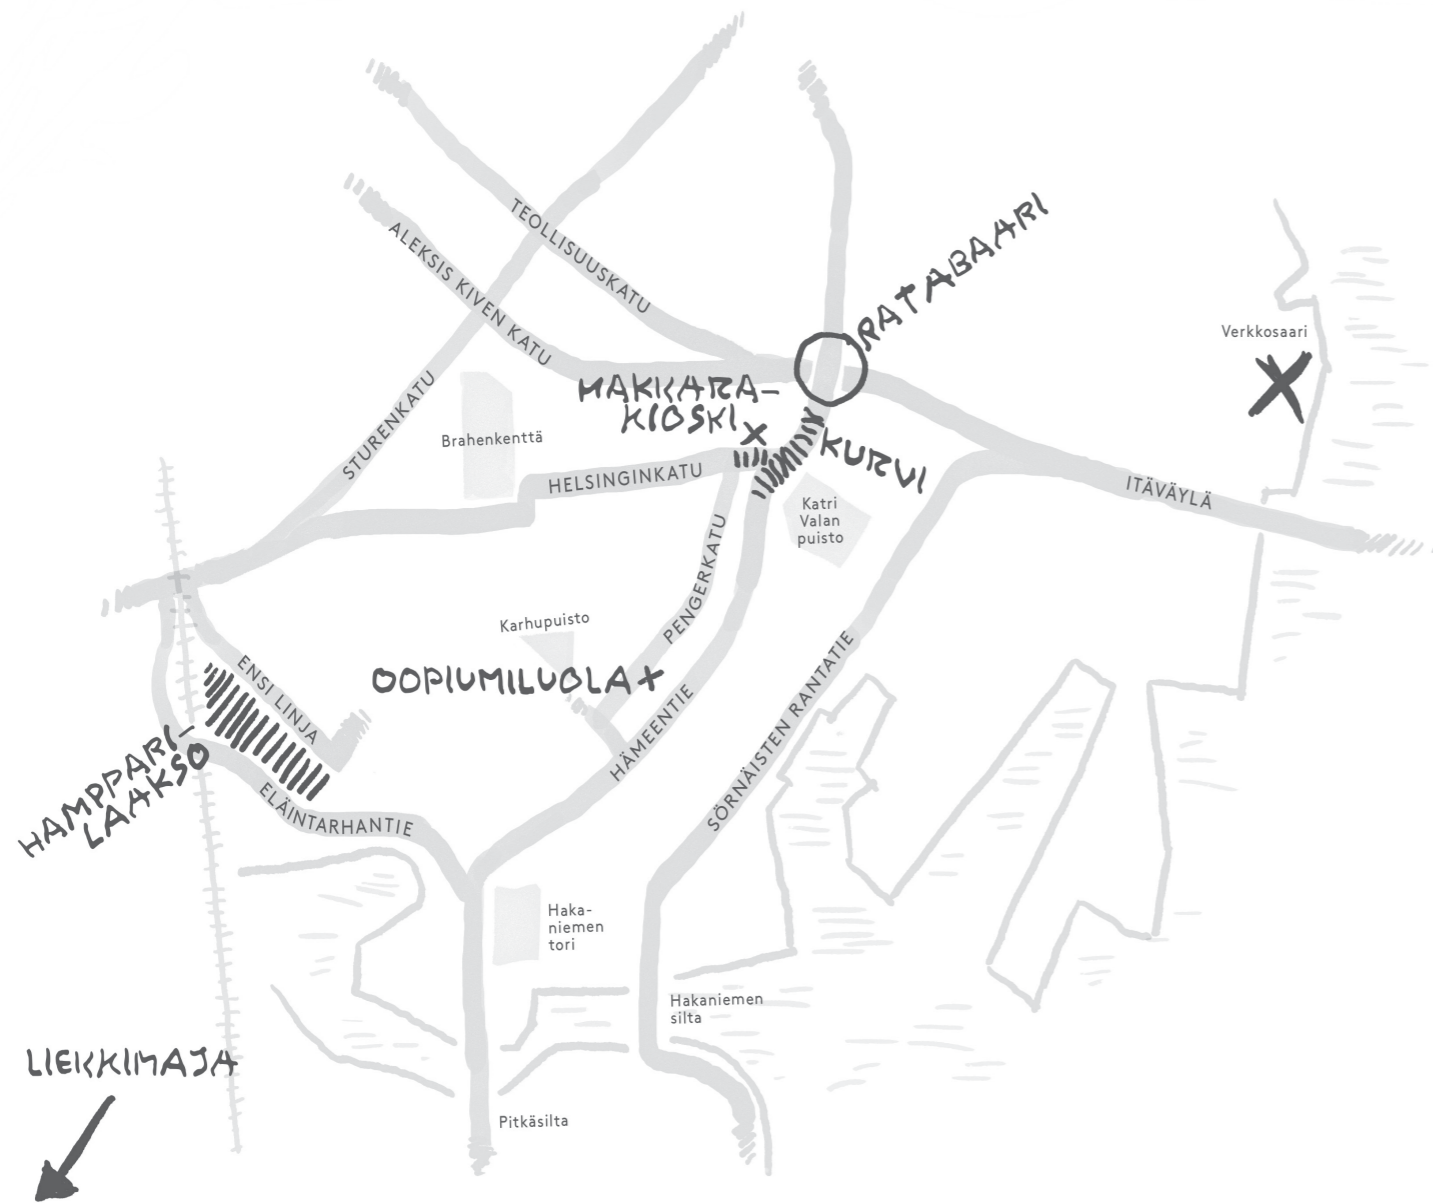 TEOLLISUUSKATU
ALEKSIS KIVEN KATU
RATABAARI
Verkkosaari
STURENKATU
MAKKARA-
KIOSKI
KURVI
Brahenkenttä
HELSINGINKATU
ITÄVÄYLÄ
Katri
Valan
puisto
PENGERKATU
Karhupuisto
OOPIUMILUOLA
ENSI LINJA
HÄMEENTIE
SÖRNÄISTEN RANTATIE
HAMPPARI-
LAAKSO
ELÄINTARHANTIE
Haka-
niemen
tori
Hakaniemen
silta
LIEKKIMAJA
Pitkäsilta